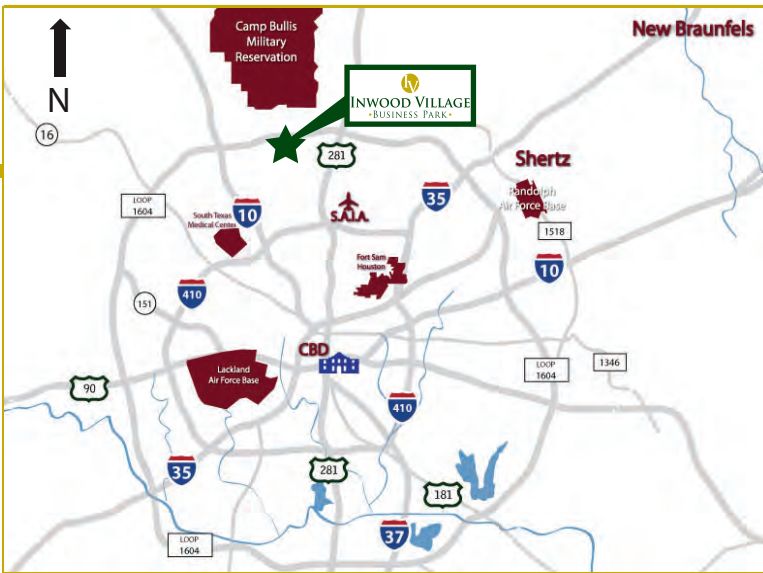 Camp Bullis
Military
Reservation
New Braunfels
N
INWOOD VILLAGE
• BUSINESS PARK •
16
281
Shertz
Randolph
Air Force Base
LOOP
1604
South Texas
Medical Center
10
S.A.I.A.
35
1518
Fort Sam
Houston
10
410
151
CBD
Lackland
Air Force Base
LOOP
1604
1346
90
410
35
281
181
37
LOOP
1604